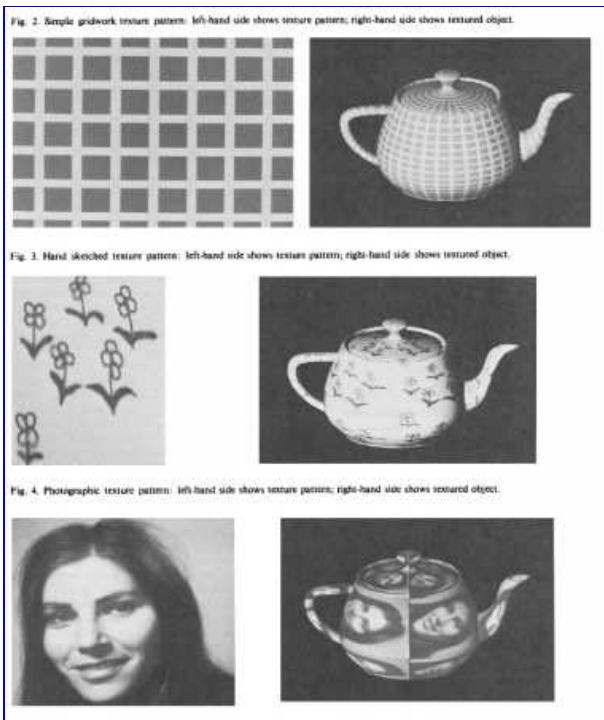 Fig. 2. Simple gridwork texture pattern: left-hand side shows texture pattern; right-hand side shows textured object.
Fig. 3. Hand sketched texture pattern: left-hand side shows texture pattern; right-hand side shows textured object.
Fig. 4. Photographic texture pattern: left-hand side shows texture pattern; right-hand side shows textured object.